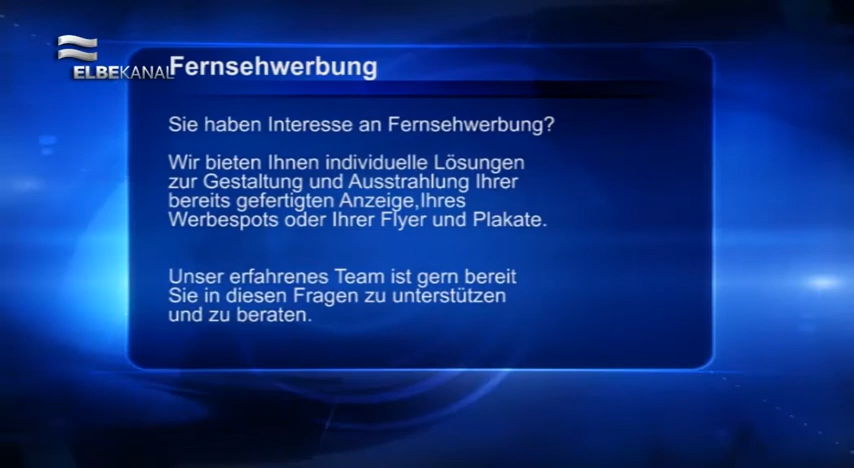 ELBEKANAL
Fernsehwerbung
Sie haben Interesse an Fernsehwerbung?
Wir bieten Ihnen individuelle Lösungen
zur Gestaltung und Ausstrahlung Ihrer
bereits gefertigten Anzeige,Ihres
Werbespots oder Ihrer Flyer und Plakate.
Unser erfahrenes Team ist gern bereit
Sie in diesen Fragen zu unterstützen
und zu beraten.